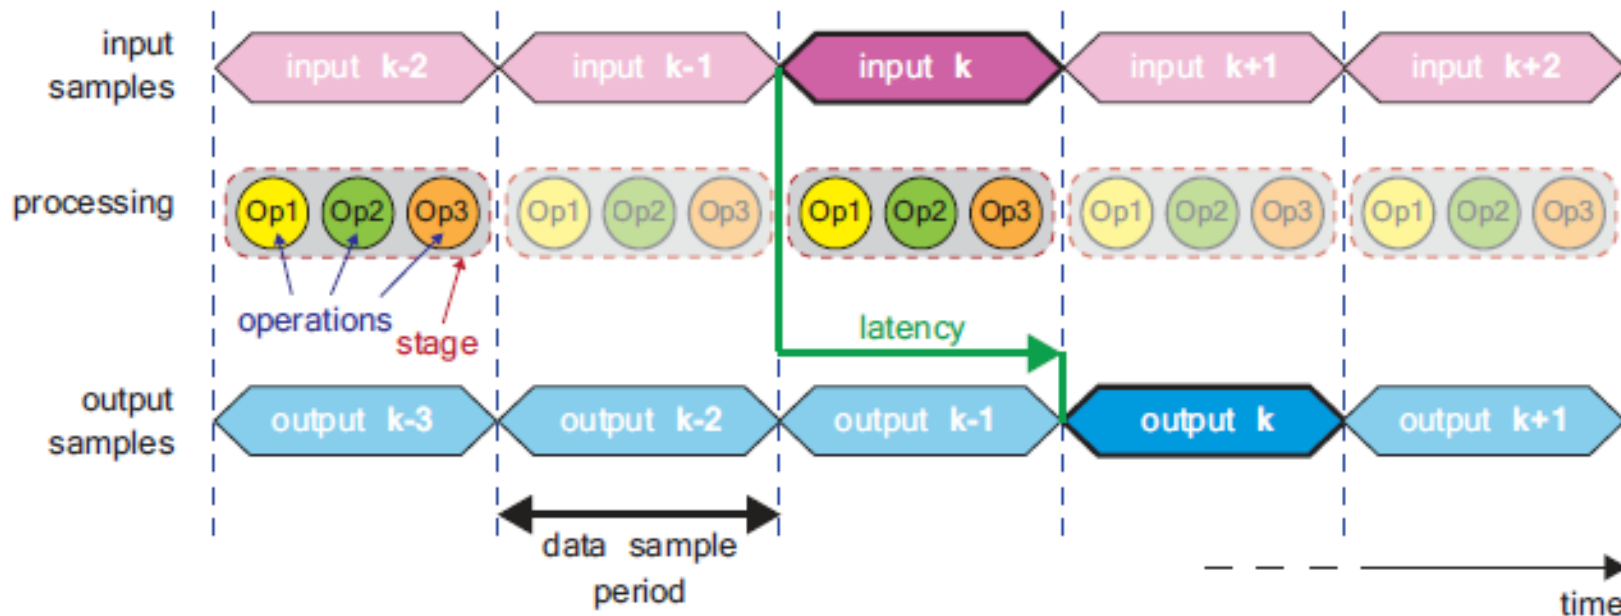 input samples
input k-2
input k-1
input k
input k+1
input k+2
processing
Op1 Op2 Op3
Op1 Op2 Op3
Op1 Op2 Op3
Op1 Op2 Op3
Op1 Op2 Op3
operations
stage
latency
output samples
output k-3
output k-2
output k-1
output k
output k+1
data sample
period
time